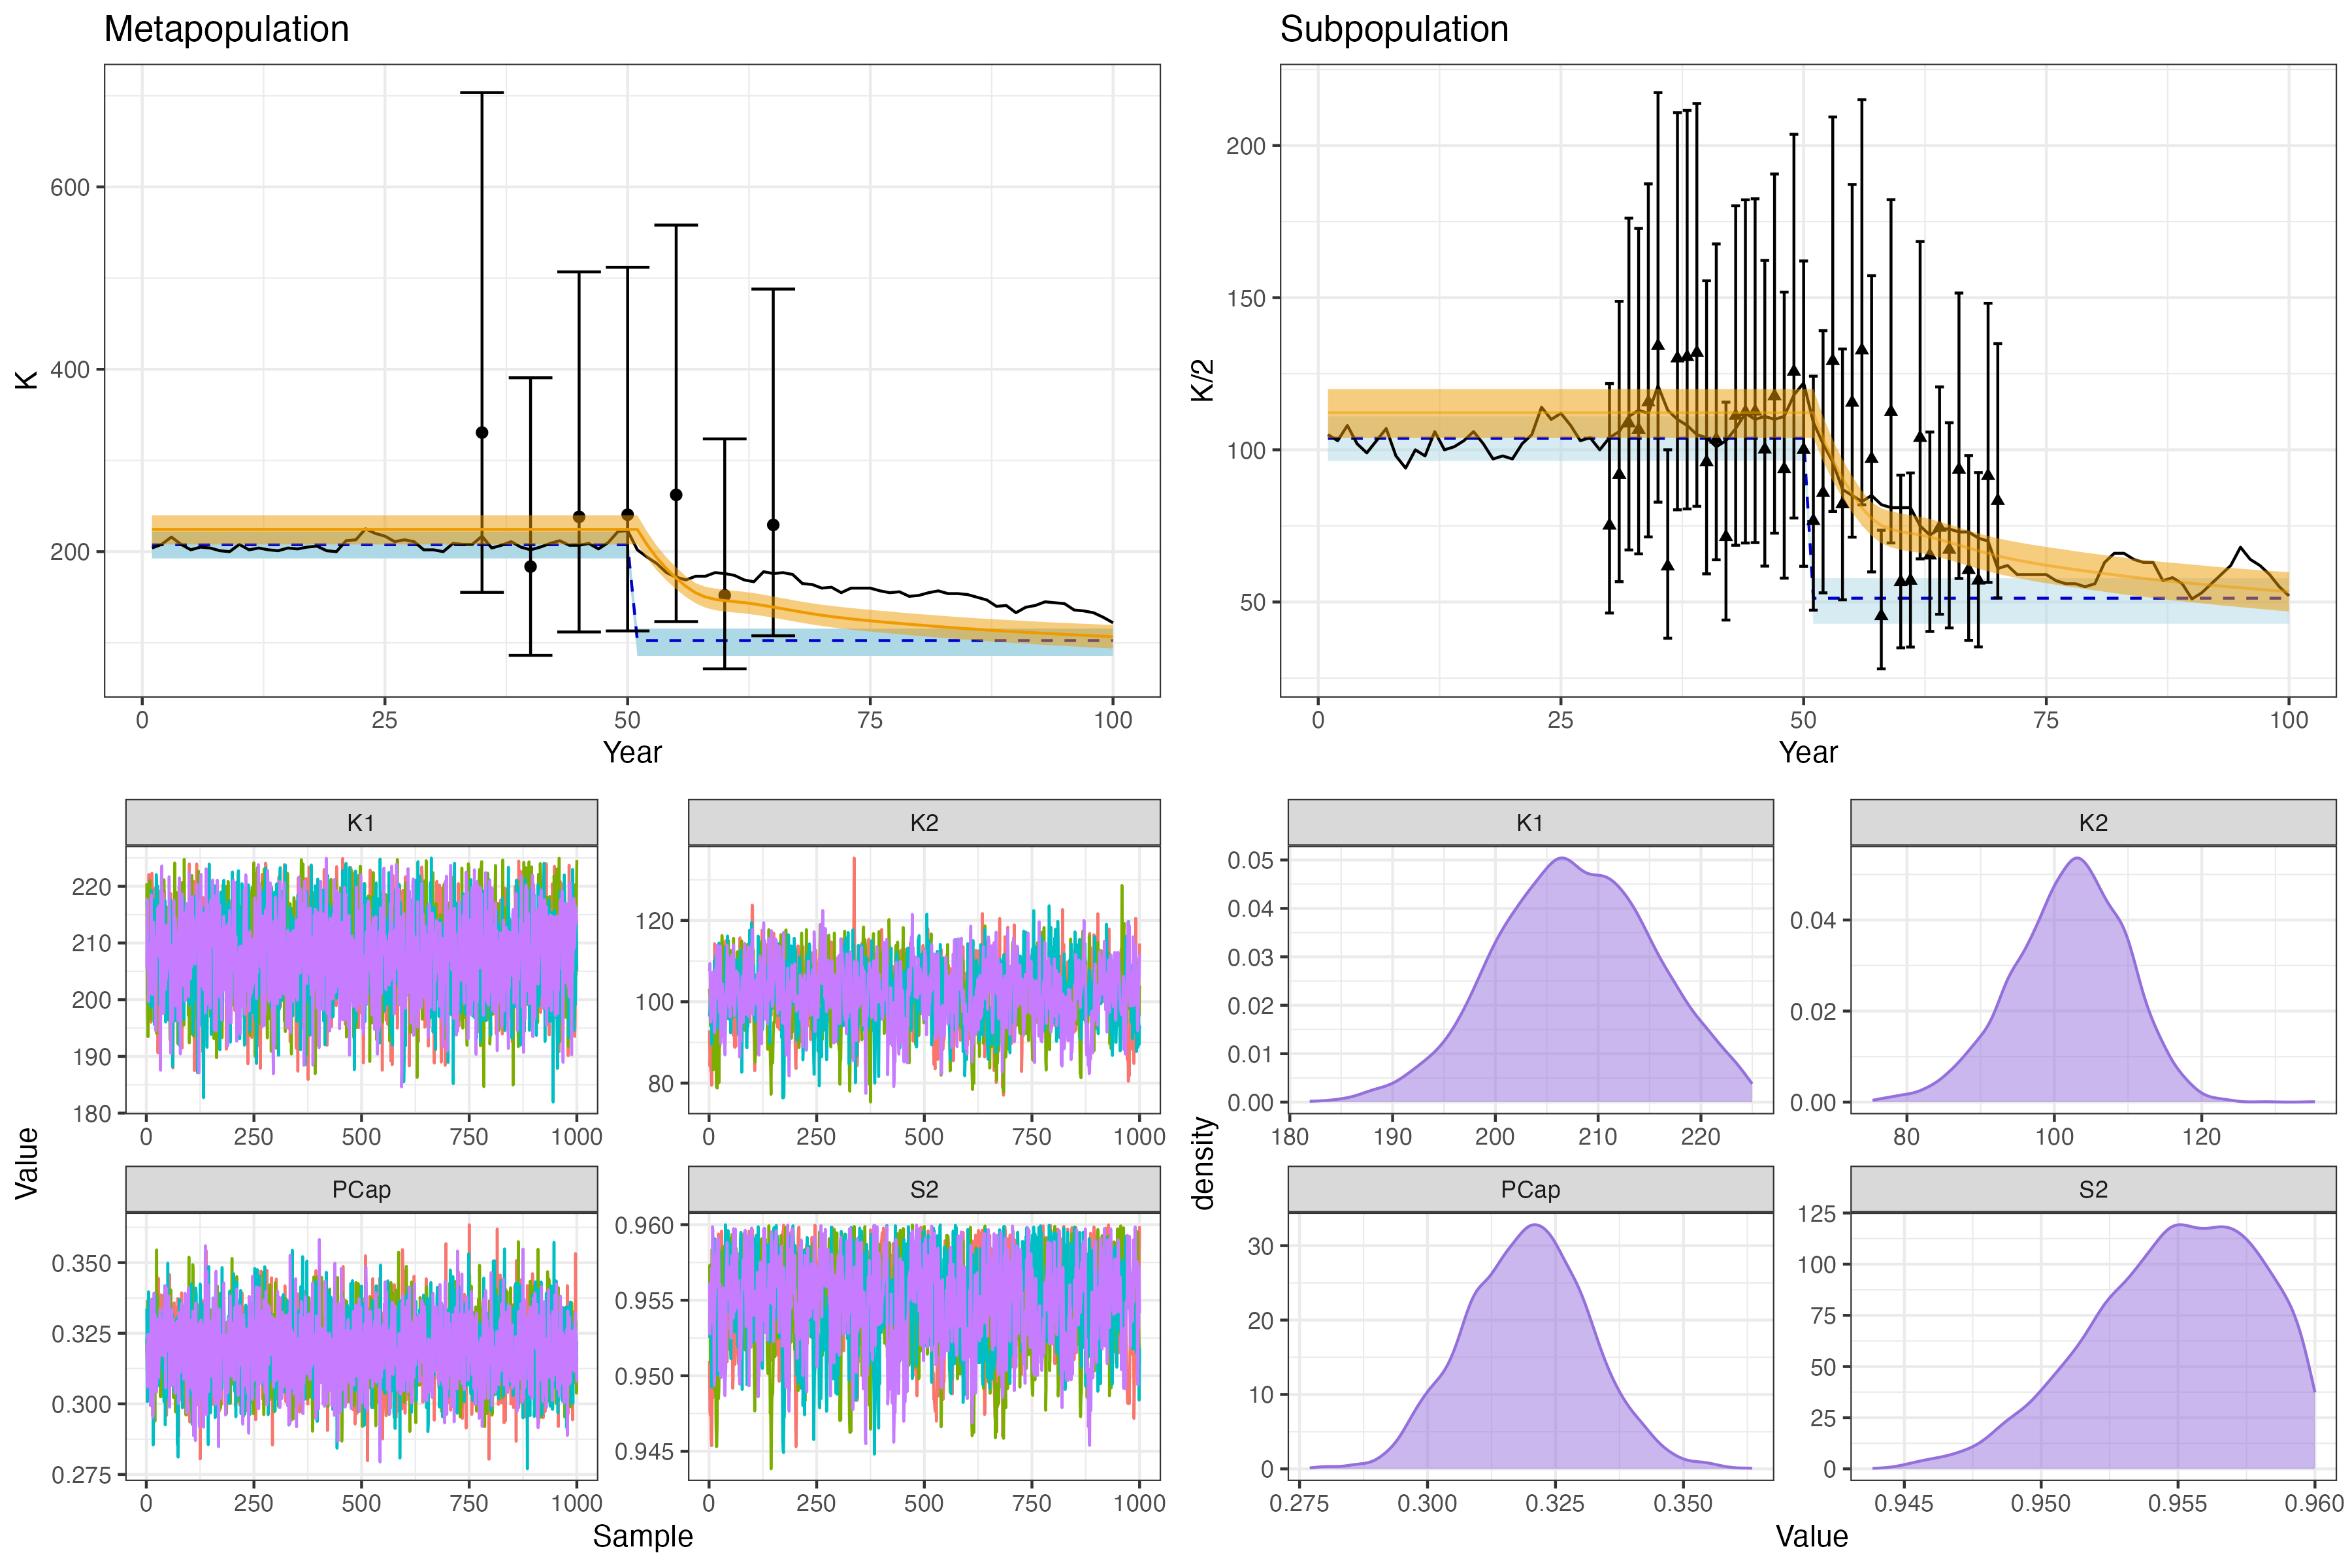 Metapopulation
K
600
400
200
0 25 50 75 100
Year
Subpopulation
K/2
200
150
100
50
0 25 50 75 100
Year
Value
K1
220
210
200
190
180
0 250 500 750 1000
K2
120
100
80
0 250 500 750 1000
PCap
0.350
0.325
0.300
0.275
0 250 500 750 1000
S2
0.960
0.955
0.950
0.945
0 250 500 750 1000
Sample
density
K1
0.05
0.04
0.03
0.02
0.01
0.00
180 190 200 210 220
K2
0.04
0.02
0.00
80 100 120
PCap
30
20
10
0
0.275 0.300 0.325 0.350
S2
125
100
75
50
25
0
0.945 0.950 0.955 0.960
Value